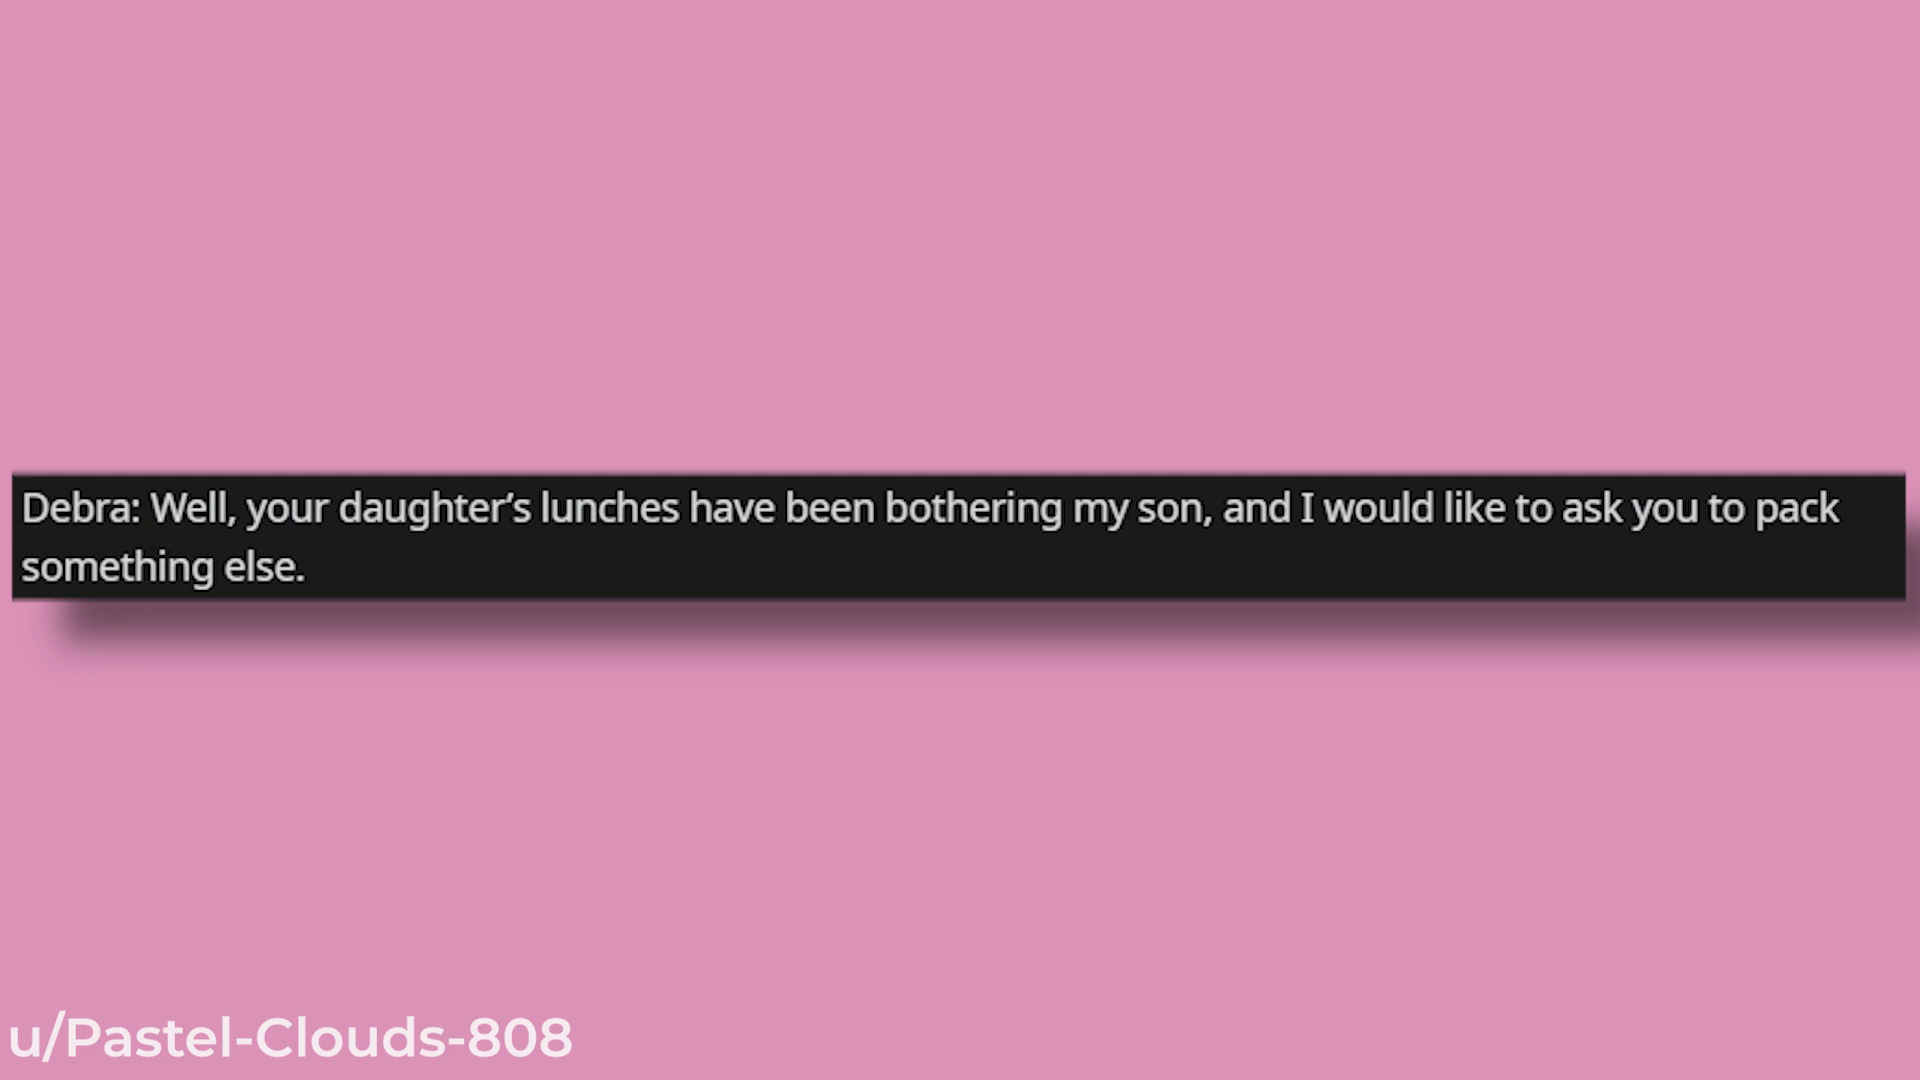 Debra: Well, your daughter’s lunches have been bothering my son, and I would like to ask you to pack
something else.
u/Pastel-Clouds-808